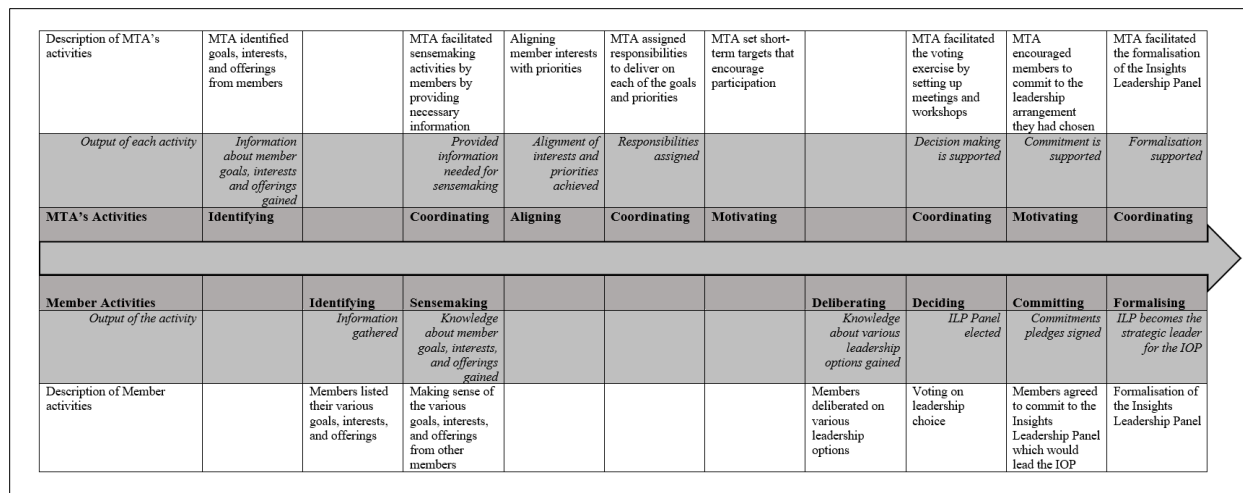 Description of MTA's
activities
MTA identified
goals, interests,
and offerings
from members
MTA facilitated
sensemaking
activities by
members by
providing
necessary
information
Aligning
member interests
with priorities
MTA assigned
responsibilities
to deliver on
each of the goals
and priorities
MTA set short-
term targets that
encourage
participation
MTA facilitated
the voting
exercise by
setting up
meetings and
workshops
MTA
encouraged
members to
commit to the
leadership
arrangement
they had chosen
MTA facilitated
the formalisation
of the Insights
Leadership Panel
Output of each activity
Information
about member
goals, interests
and offerings
gained
Provided
information
needed for
sensemaking
Alignment of
interests and
priorities
achieved
Responsibilities
assigned
Decision making
is supported
Commitment is
supported
Formalisation
supported
MTA's Activities
Identifying
Coordinating
Aligning
Coordinating
Motivating
Coordinating
Motivating
Coordinating
Member Activities
Identifying
Sensemaking
Deliberating
Deciding
Committing
Formalising
Output of the activity
Information
gathered
Knowledge
about member
goals, interests,
and offerings
gained
Knowledge
about various
leadership
options gained
ILP Panel
elected
Commitments
pledges signed
ILP becomes the
strategic leader
for the IOP
Description of Member
activities
Members listed
their various
goals, interests,
and offerings
Making sense of
the various
goals, interests,
and offerings
from other
members
Members
deliberated on
various
leadership
options
Voting on
leadership
choice
Members agreed
to commit to the
Insights
Leadership Panel
which would
lead the IOP
Formalisation of
the Insights
Leadership Panel